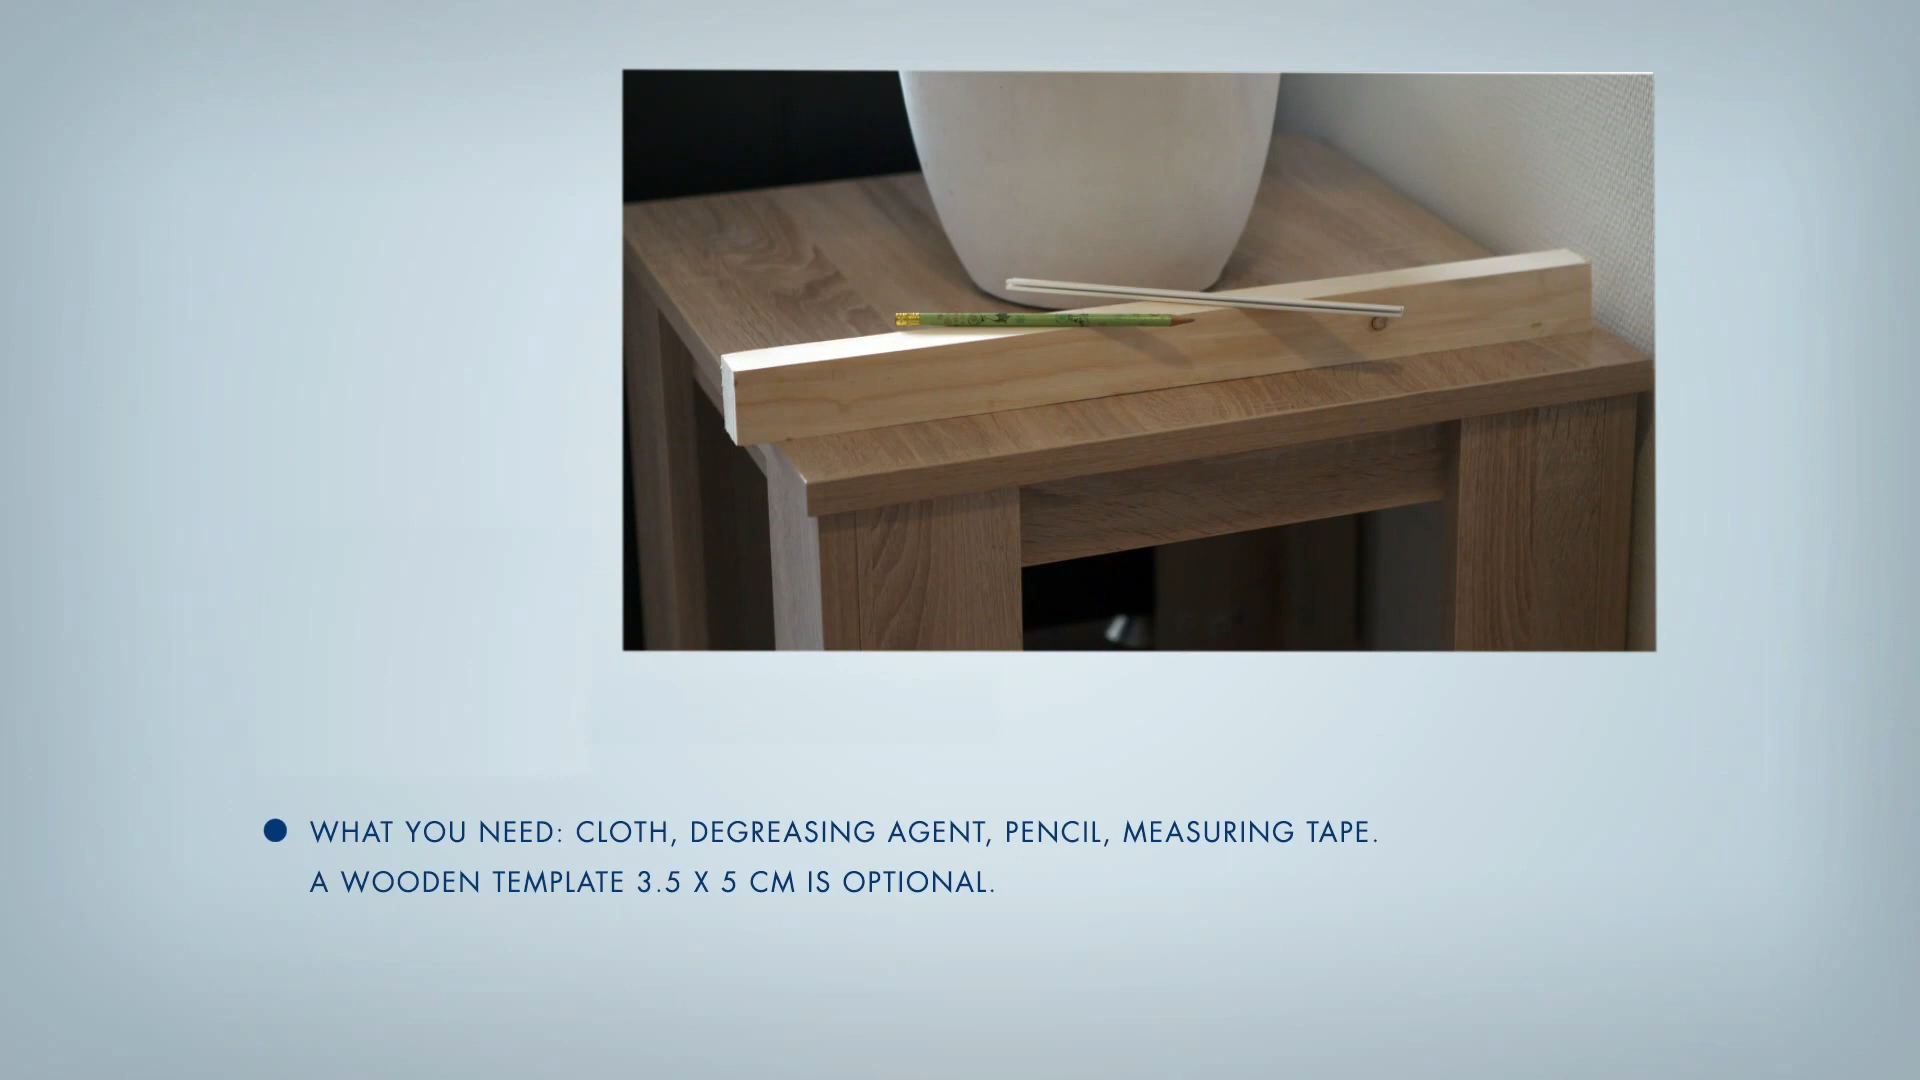 WHAT YOU NEED: CLOTH, DEGREASING AGENT, PENCIL, MEASURING TAPE.
A WOODEN TEMPLATE 3.5 X 5 CM IS OPTIONAL.